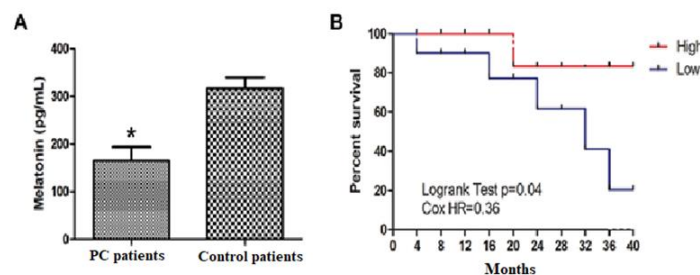 A
Melatonin (pg/mL)
400
300
200
100
0
*
PC patients
Control patients
B
Percent survival
100
80
60
40
20
0
High
Low
Logrank Test p=0.04
Cox HR=0.36
0 4 8 12 16 20 24 28 32 36 40
Months